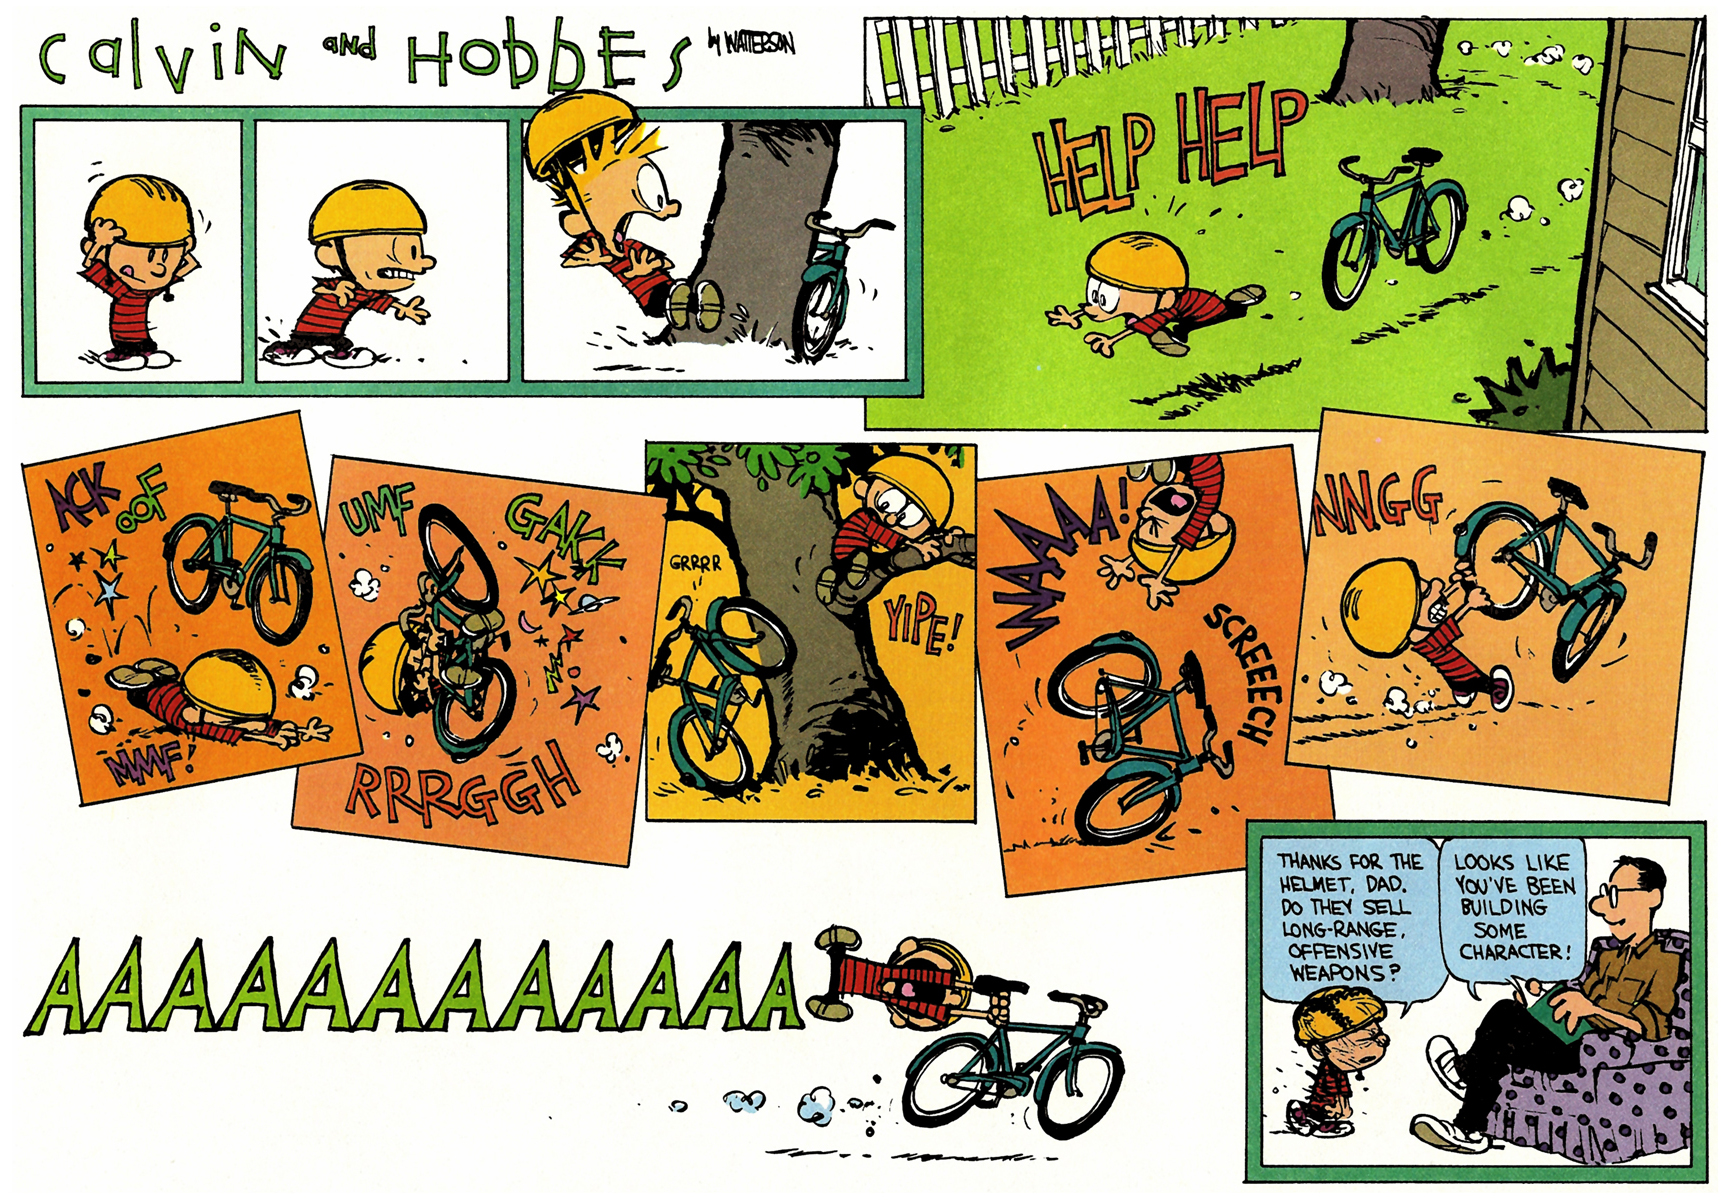 Calvin and Hobbes
by Watterson
HELP HELP
ACK
OOF
MMF!
UMF
GAKK
RRRGGH
GRRRR
YIPE!
WAAAA!
SCREEECH
NNGG
AAAAAAAAAAAA
THANKS FOR THE
HELMET, DAD.
DO THEY SELL
LONG-RANGE,
OFFENSIVE
WEAPONS?
LOOKS LIKE
YOU'VE BEEN
BUILDING
SOME
CHARACTER!